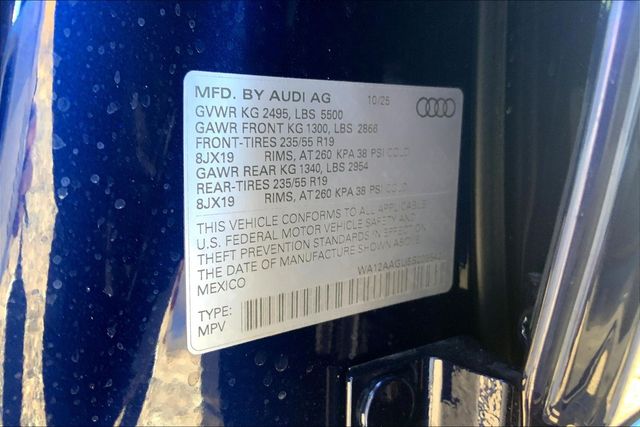 MFD. BY AUDI AG 10/25
GVWR KG 2495, LBS 5500
GAWR FRONT KG 1300, LBS 2866
FRONT-TIRES 235/55 R19
8JX19 RIMS, AT 260 KPA 38 PSI COLD
GAWR REAR KG 1340, LBS 2954
REAR-TIRES 235/55 R19
8JX19 RIMS, AT 260 KPA 38 PSI COLD
THIS VEHICLE CONFORMS TO ALL APPLICABLE
U.S. FEDERAL MOTOR VEHICLE SAFETY AND
THEFT PREVENTION STANDARDS IN EFFECT ON
THE DATE OF MANUFACTURE SHOWN ABOVE.
MEXICO
TYPE:
MPV